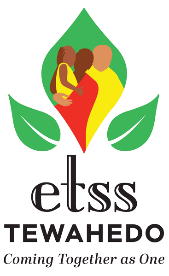 etss
TEWAHEDO
Coming Together as One